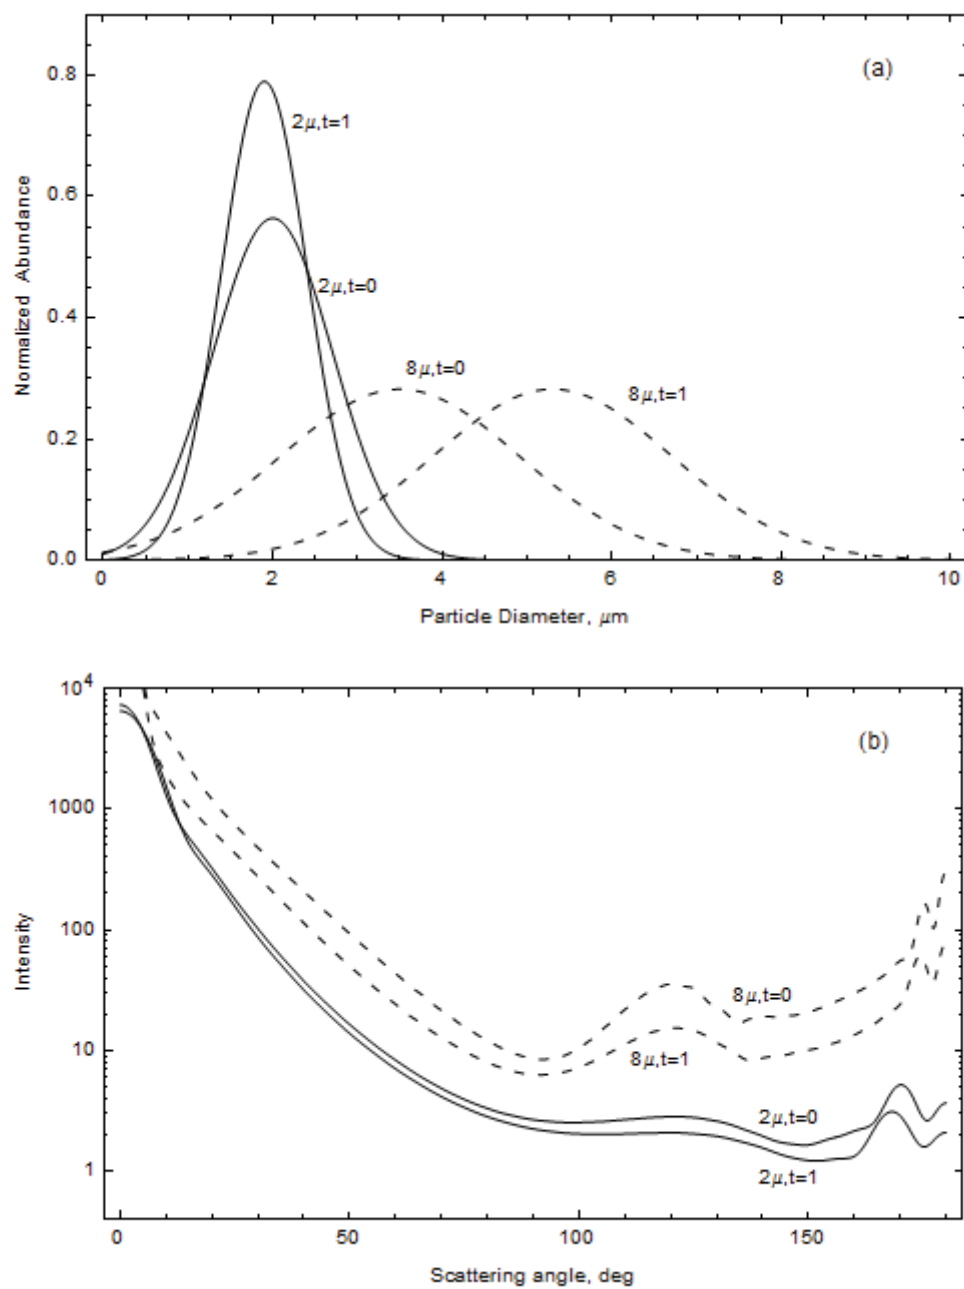 (a)
0.8
0.6
0.4
0.2
0.0
Normalized Abundance
2μ,t=1
2μ,t=0
8μ,t=0
8μ,t=1
0 2 4 6 8 10
Particle Diameter, μm
(b)
10⁴
1000
100
10
1
Intensity
8μ,t=0
8μ,t=1
2μ,t=0
2μ,t=1
0 50 100 150
Scattering angle, deg